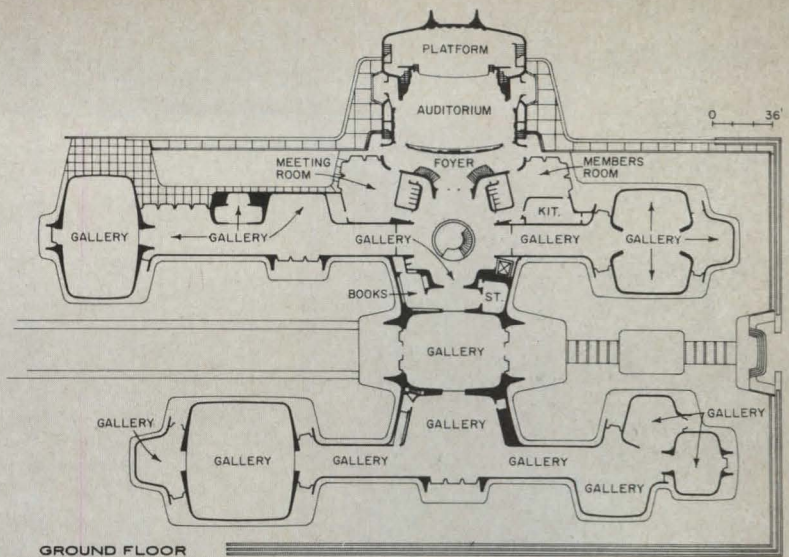 PLATFORM
AUDITORIUM
0 36'
MEETING
ROOM
FOYER
MEMBERS
ROOM
KIT.
GALLERY
GALLERY
GALLERY
GALLERY
GALLERY
BOOKS
ST.
GALLERY
GALLERY
GALLERY
GALLERY
GALLERY
GALLERY
GALLERY
GALLERY
GROUND FLOOR